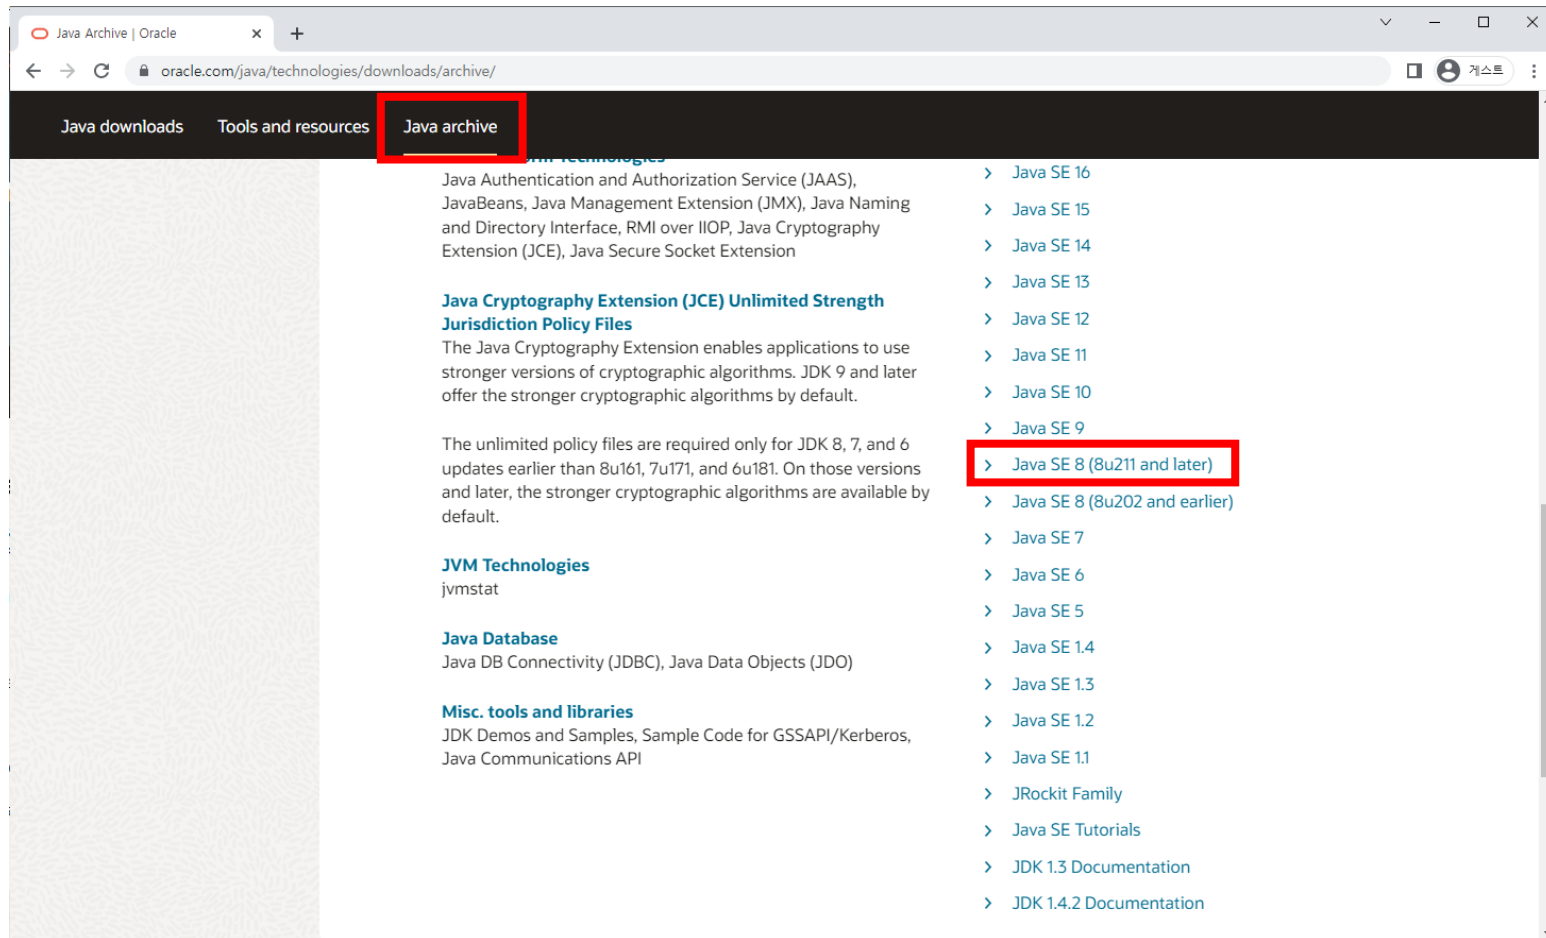 Java Archive | Oracle
oracle.com/java/technologies/downloads/archive/
게스트
Java downloads Tools and resources Java archive
Technologies
Java Authentication and Authorization Service (JAAS),
JavaBeans, Java Management Extension (JMX), Java Naming
and Directory Interface, RMI over IIOP, Java Cryptography
Extension (JCE), Java Secure Socket Extension
Java Cryptography Extension (JCE) Unlimited Strength
Jurisdiction Policy Files
The Java Cryptography Extension enables applications to use
stronger versions of cryptographic algorithms. JDK 9 and later
offer the stronger cryptographic algorithms by default.
The unlimited policy files are required only for JDK 8, 7, and 6
updates earlier than 8u161, 7u171, and 6u181. On those versions
and later, the stronger cryptographic algorithms are available by
default.
JVM Technologies
jvmstat
Java Database
Java DB Connectivity (JDBC), Java Data Objects (JDO)
Misc. tools and libraries
JDK Demos and Samples, Sample Code for GSSAPI/Kerberos,
Java Communications API
Java SE 16
Java SE 15
Java SE 14
Java SE 13
Java SE 12
Java SE 11
Java SE 10
Java SE 9
Java SE 8 (8u211 and later)
Java SE 8 (8u202 and earlier)
Java SE 7
Java SE 6
Java SE 5
Java SE 1.4
Java SE 1.3
Java SE 1.2
Java SE 1.1
JRockit Family
Java SE Tutorials
JDK 1.3 Documentation
JDK 1.4.2 Documentation